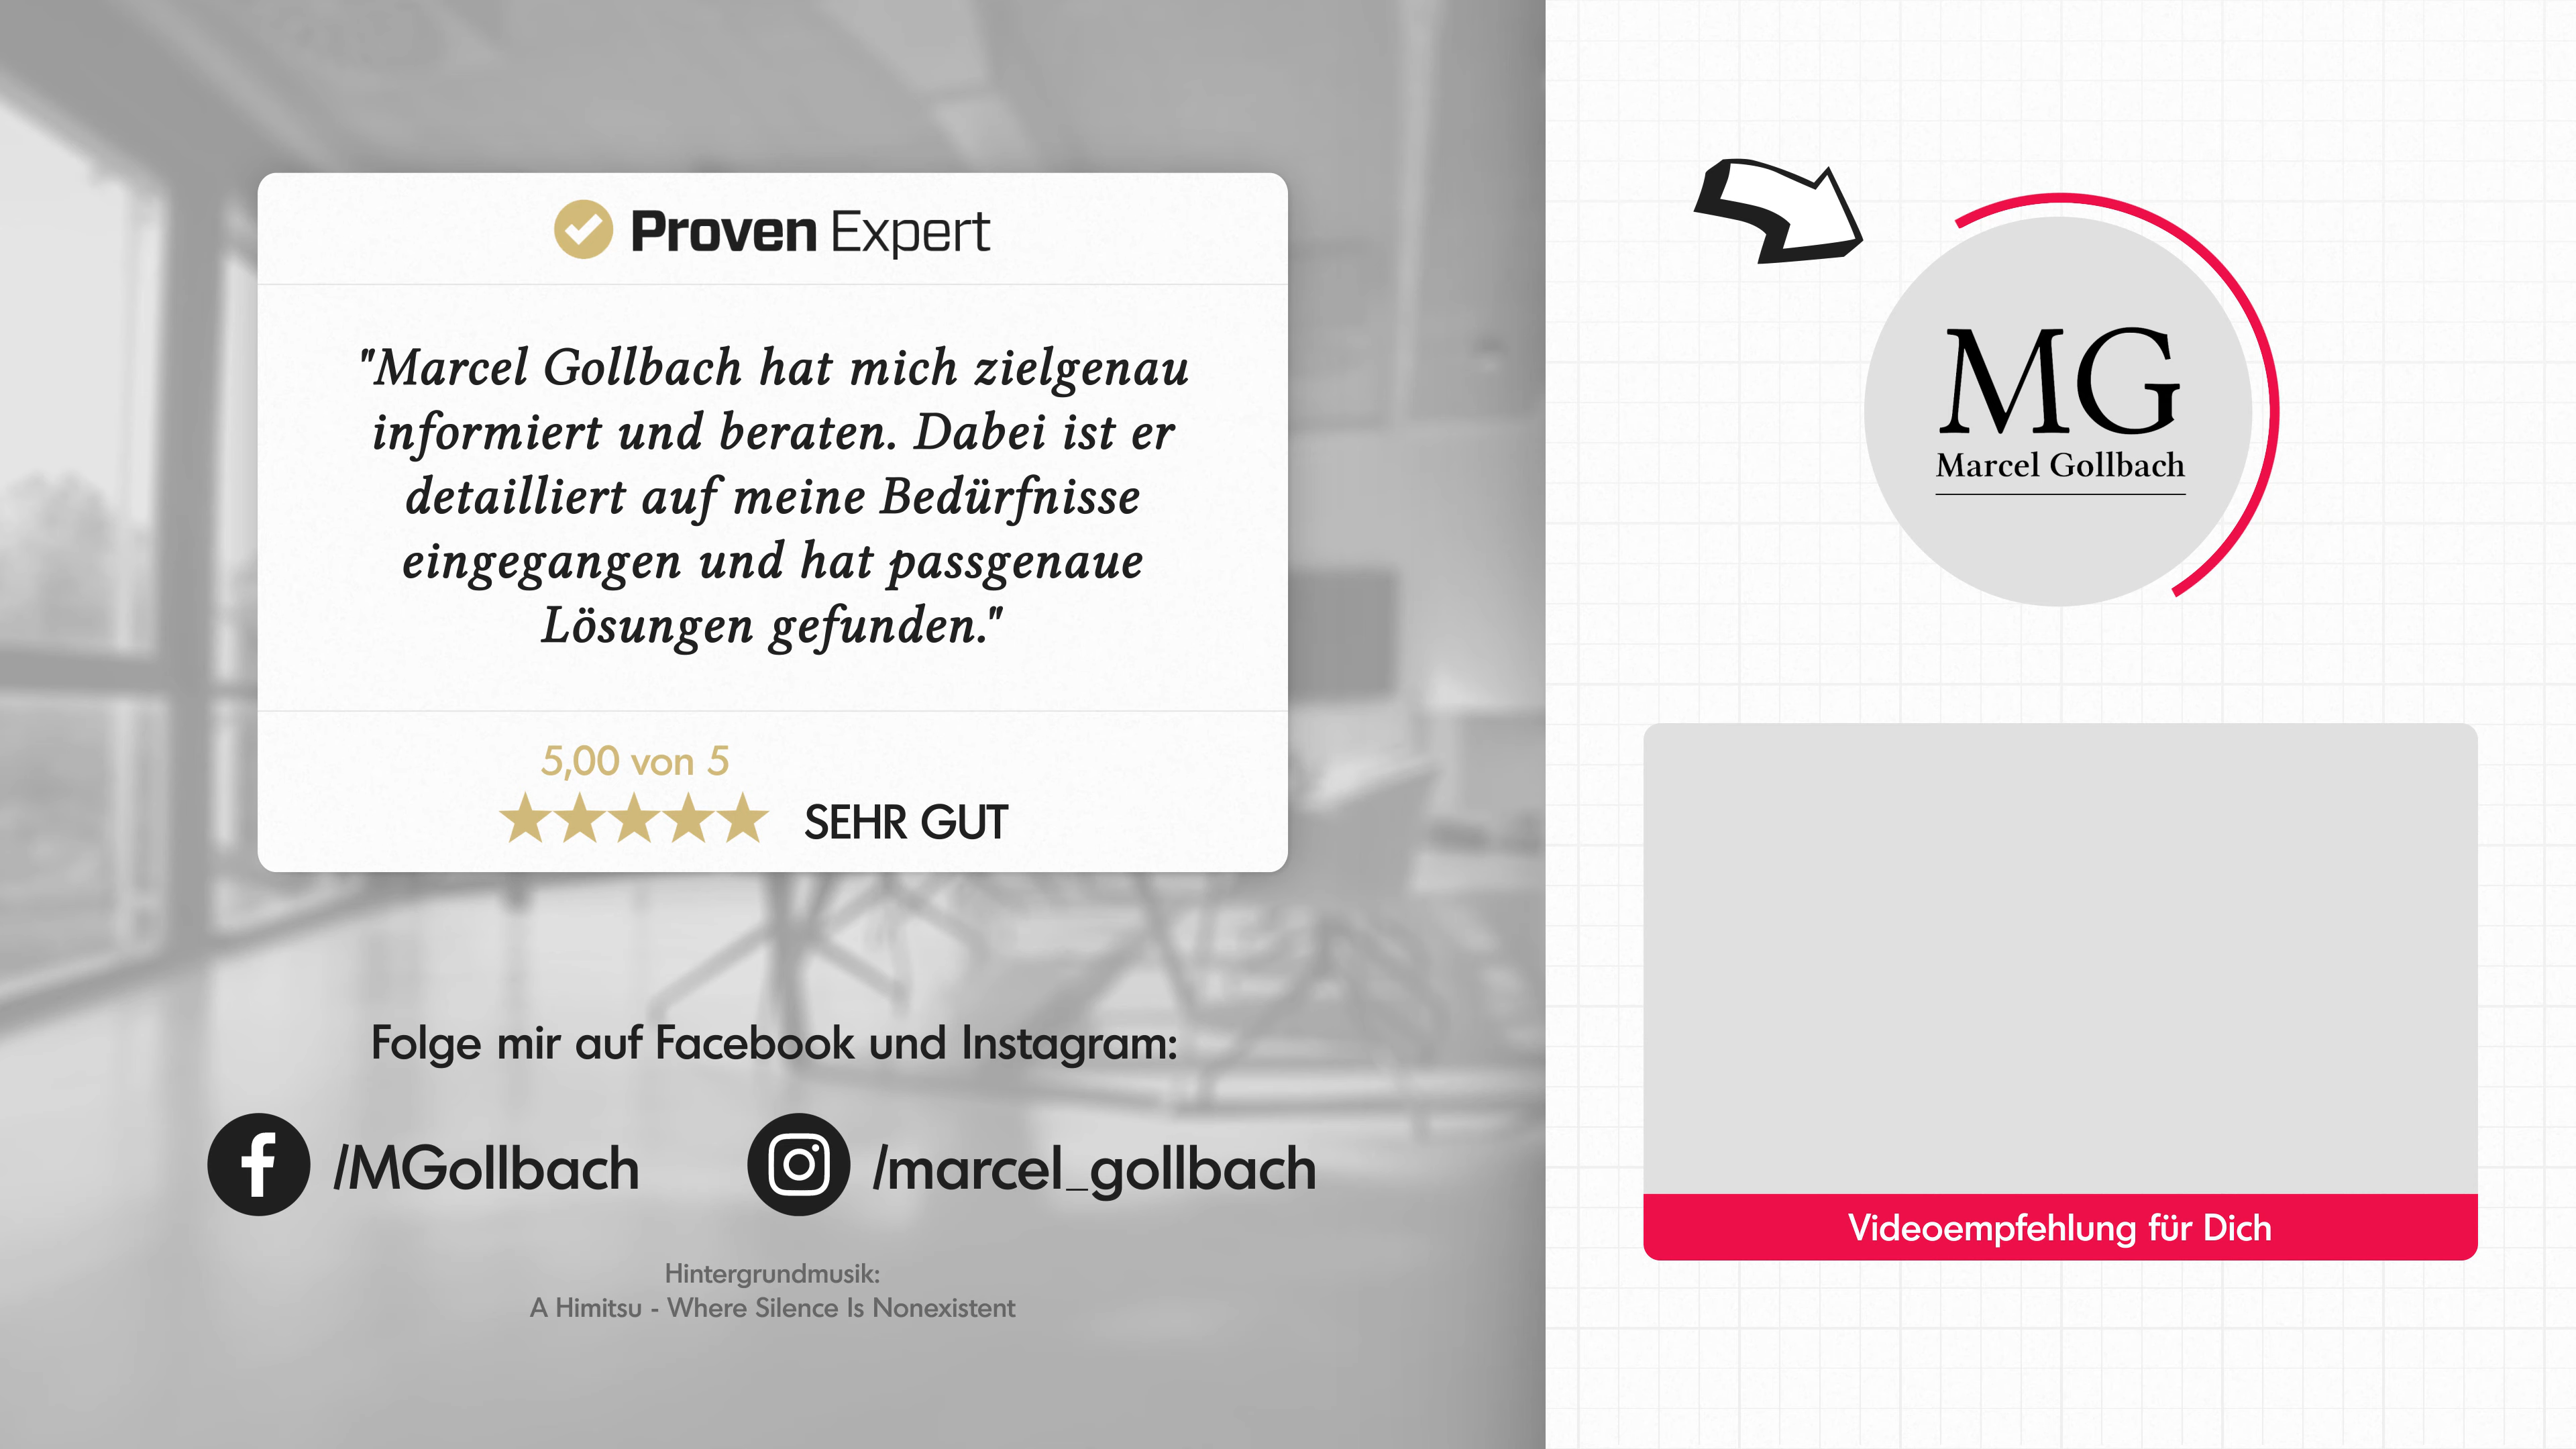 Proven Expert
"Marcel Gollbach hat mich zielgenau
informiert und beraten. Dabei ist er
detailliert auf meine Bedürfnisse
eingegangen und hat passgenaue
Lösungen gefunden."
5,00 von 5
SEHR GUT
Folge mir auf Facebook und Instagram:
/MGollbach
/marcel_gollbach
Hintergrundmusik:
A Himitsu - Where Silence Is Nonexistent
MG
Marcel Gollbach
Videoempfehlung für Dich